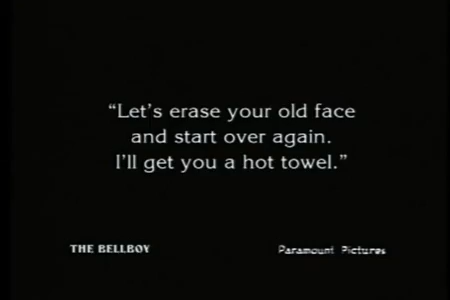 “Let’s erase your old face
and start over again.
I’ll get you a hot towel.”
THE BELLBOY
Paramount Pictures